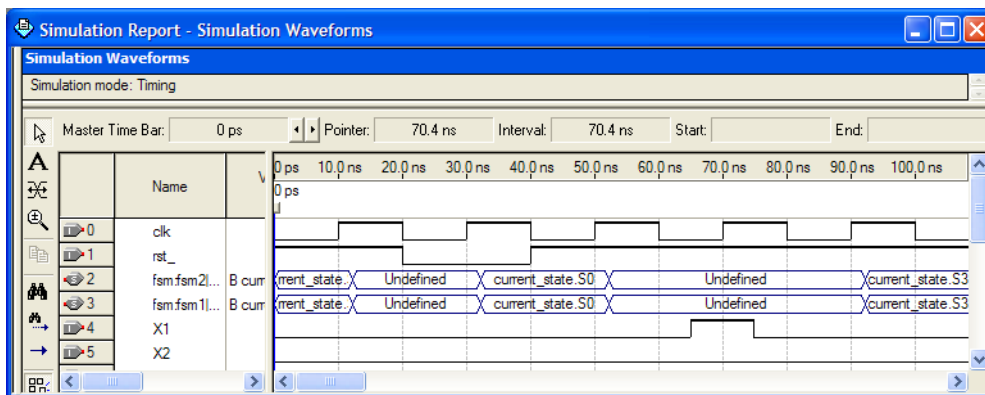 Simulation Report - Simulation Waveforms
Simulation Waveforms
Simulation mode: Timing
Master Time Bar: 0 ps Pointer: 70.4 ns Interval: 70.4 ns Start: End:
A
Name V 0 ps 10.0 ns 20.0 ns 30.0 ns 40.0 ns 50.0 ns 60.0 ns 70.0 ns 80.0 ns 90.0 ns 100.0 ns
0 ps
0 clk
1 rst_
2 fsm:fsm2|... B curr rrent_state. Undefined current_state.S0 Undefined current_state.S3
3 fsm:fsm1|... B curr rrent_state. Undefined current_state.S0 Undefined current_state.S3
4 X1
5 X2